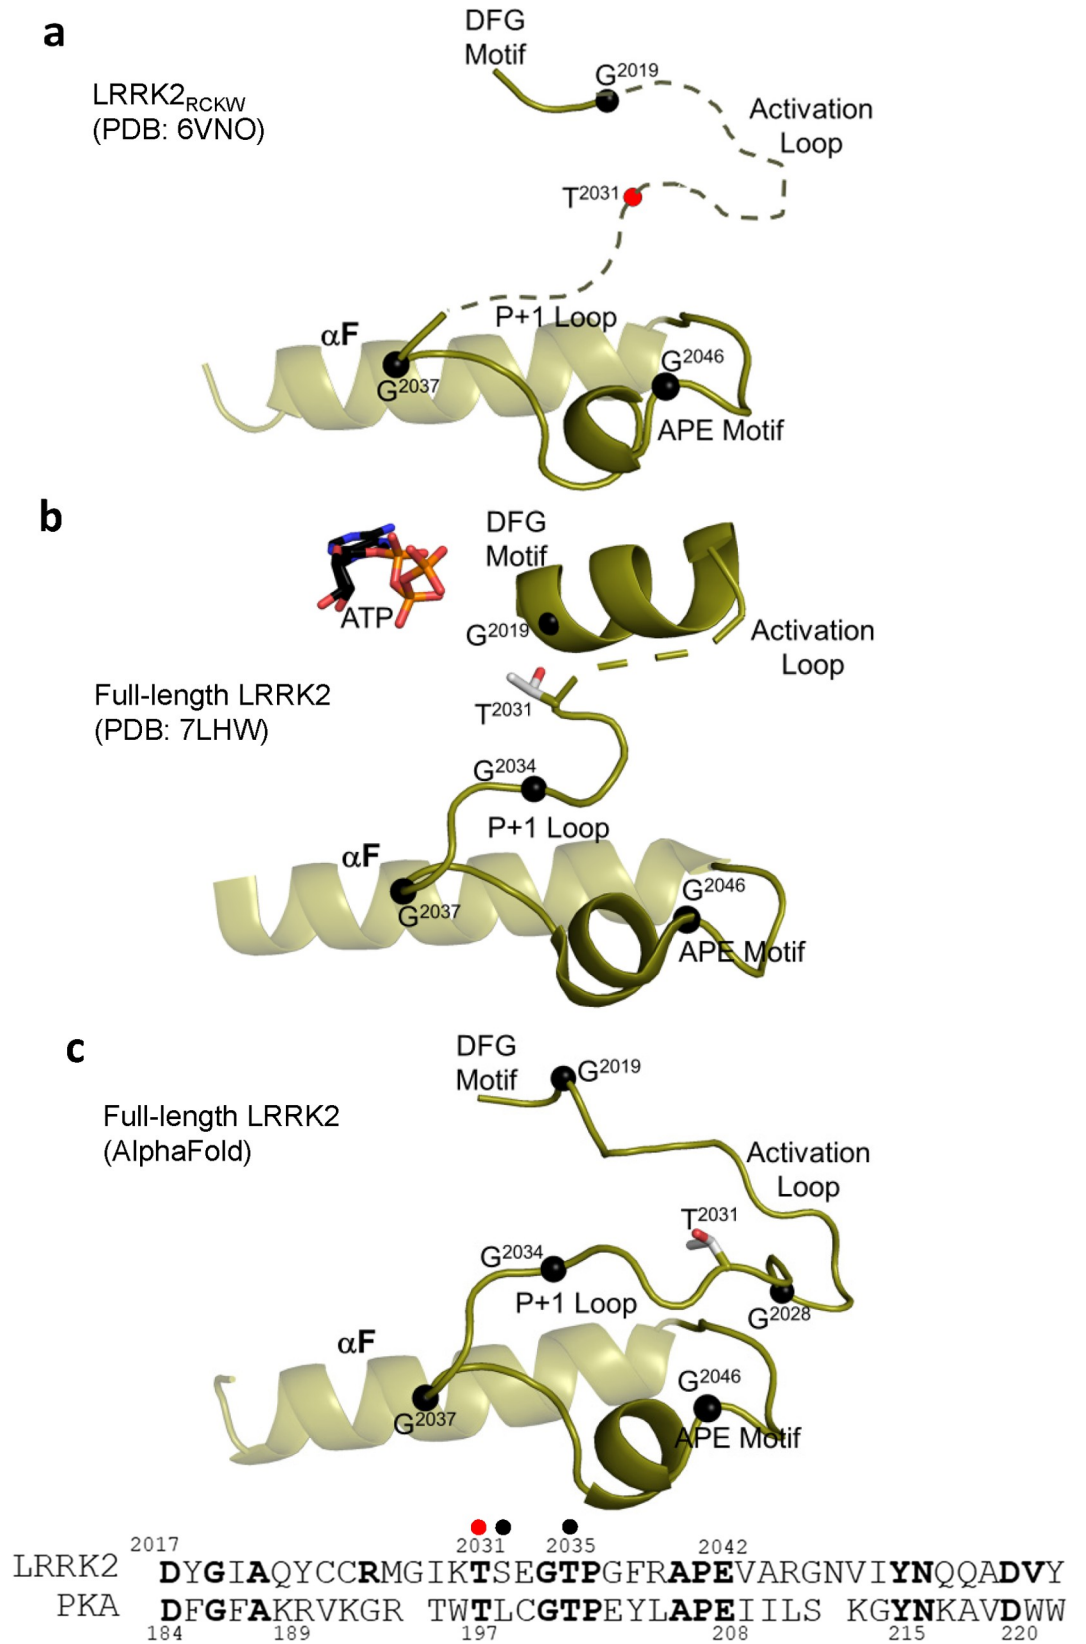 a
DFG
Motif
LRRK2RCKW
(PDB: 6VNO)
G2019
Activation
Loop
T2031
P+1 Loop
αF
G2037
G2046
APE Motif
b
DFG
Motif
ATP
G2019
Activation
Loop
Full-length LRRK2
(PDB: 7LHW)
T2031
G2034
P+1 Loop
αF
G2037
G2046
APE Motif
c
DFG
Motif
G2019
Full-length LRRK2
(AlphaFold)
Activation
Loop
T2031
G2034
P+1 Loop
G2028
αF
G2037
G2046
APE Motif
2017 2031 2035 2042
LRRK2 DYGIAQYCCRMGIKTSEGTPGFRAPEVARGNVIYNQQADVY
PKA DFGFAKRVKGR TWTLCGTPEYLAPEIILS KGYNKAVDWW
184 189 197 208 215 220